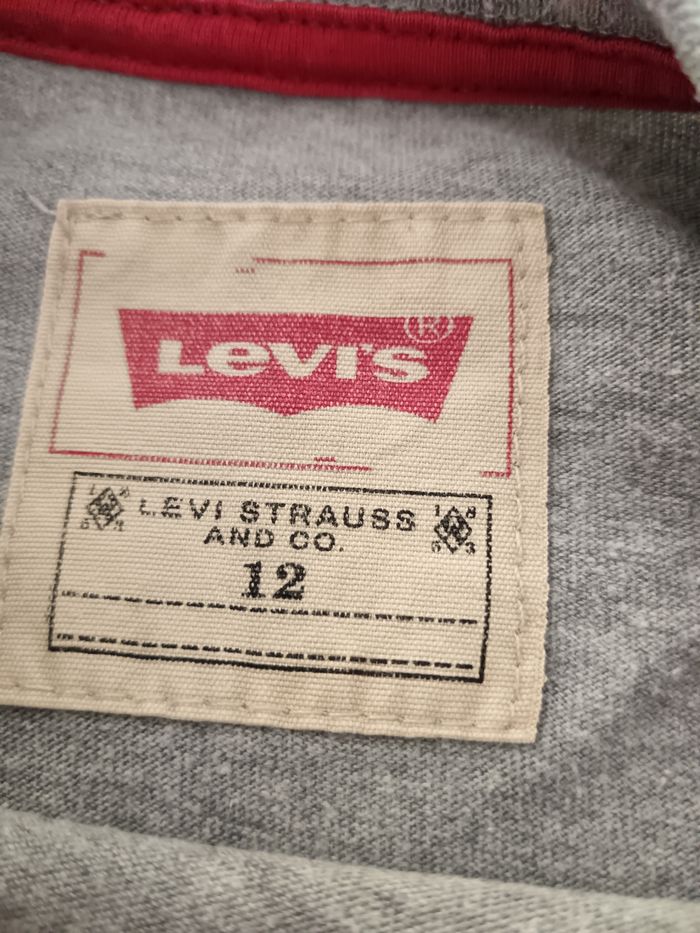 Levi's®
LEVI STRAUSS
AND CO.
12